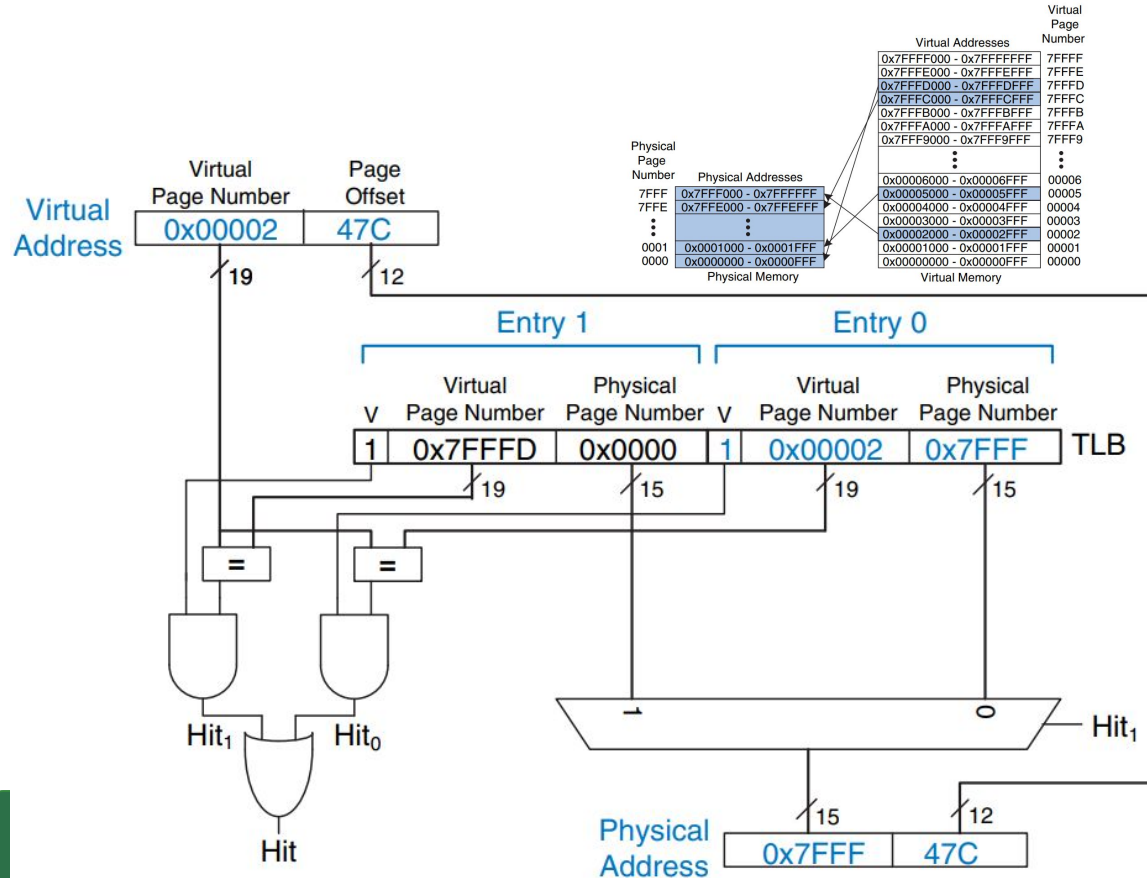 Virtual
Page
Number
Virtual Addresses
0x7FFFF000 - 0x7FFFFFFF 7FFFF
0x7FFFE000 - 0x7FFFEFFF 7FFFE
0x7FFFD000 - 0x7FFFDFFF 7FFFD
0x7FFFC000 - 0x7FFFCFFF 7FFFC
0x7FFFB000 - 0x7FFFBFFF 7FFFB
0x7FFFA000 - 0x7FFFAFFF 7FFFA
0x7FFF9000 - 0x7FFF9FFF 7FFF9
0x00006000 - 0x00006FFF 00006
0x00005000 - 0x00005FFF 00005
0x00004000 - 0x00004FFF 00004
0x00003000 - 0x00003FFF 00003
0x00002000 - 0x00002FFF 00002
0x00001000 - 0x00001FFF 00001
0x00000000 - 0x00000FFF 00000
Virtual Memory
Physical
Page
Number
Physical Addresses
7FFF 0x7FFF000 - 0x7FFFFFF
7FFE 0x7FFE000 - 0x7FFEFFF
0001 0x0001000 - 0x0001FFF
0000 0x0000000 - 0x0000FFF
Physical Memory
Virtual
Page Number
Page
Offset
Virtual
Address
0x00002 47C
19
12
Entry 1
Entry 0
V
Virtual
Page Number
Physical
Page Number
V
Virtual
Page Number
Physical
Page Number
1 0x7FFFD 0x0000 1 0x00002 0x7FFF TLB
19 15 19 15
= =
1 0
Hit1 Hit0 Hit1
Hit
15 12
Physical
Address
0x7FFF 47C